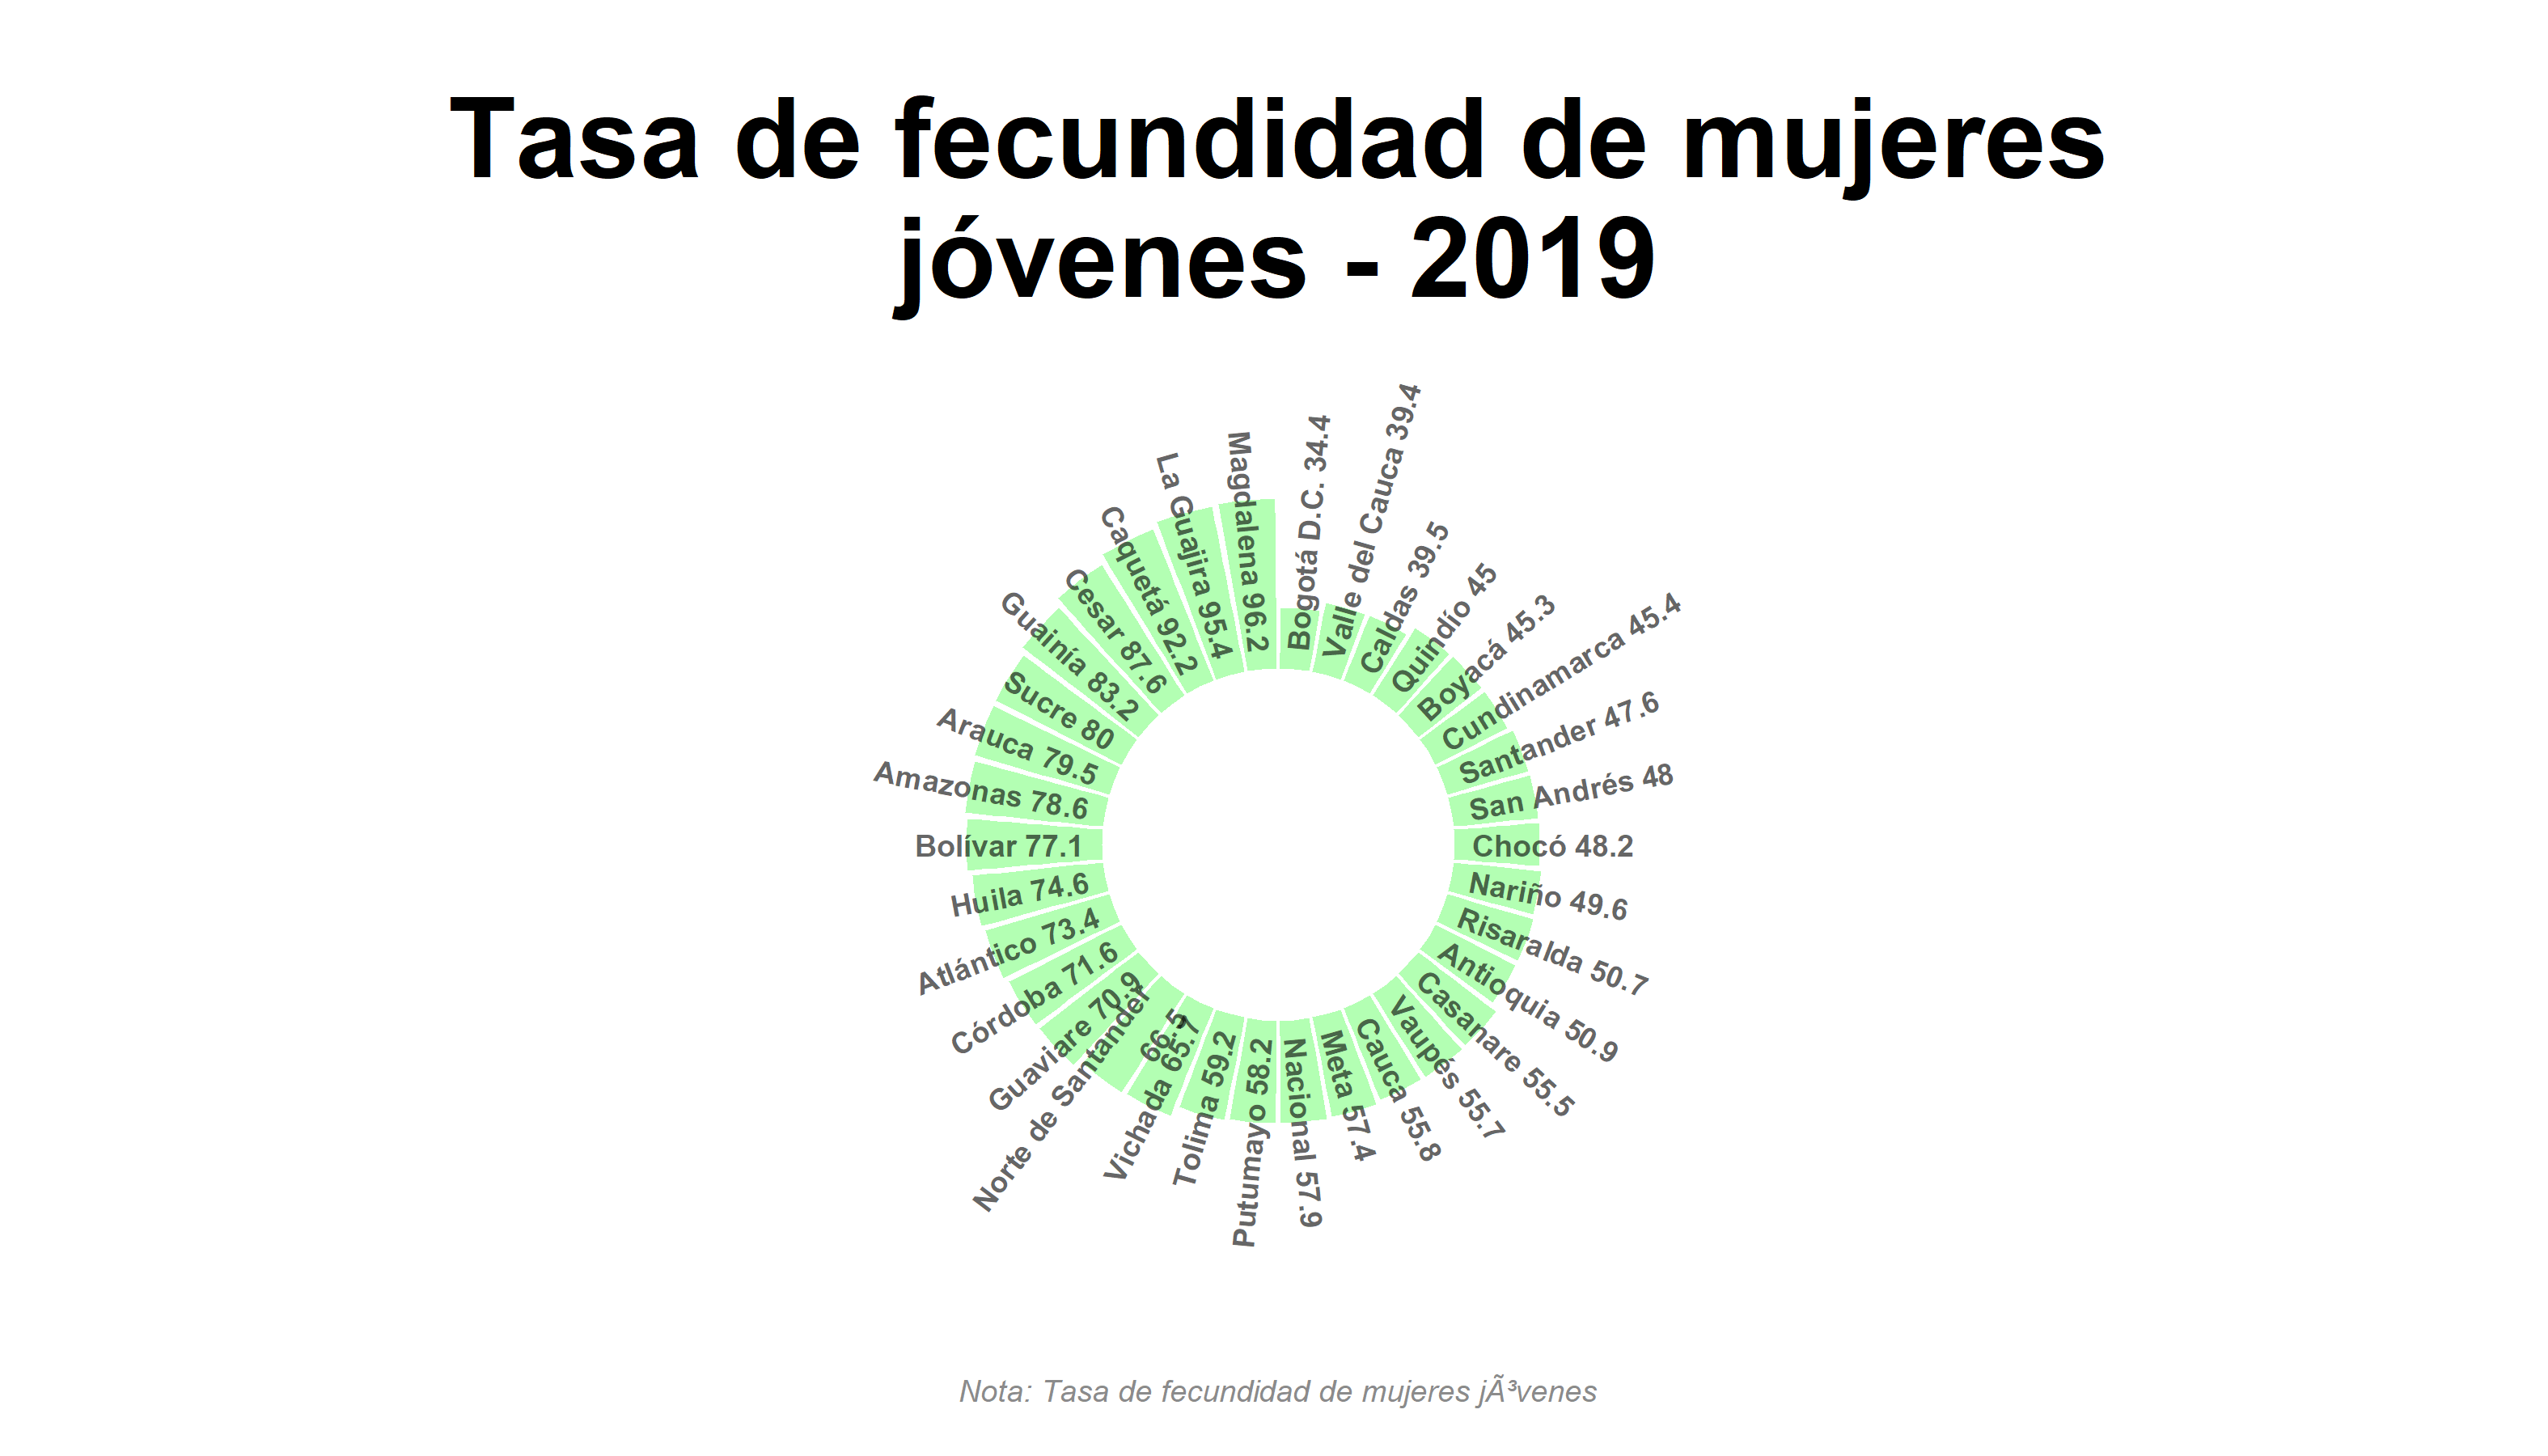 Tasa de fecundidad de mujeres
jóvenes - 2019
Bogotá D.C. 34.4
Valle del Cauca 39.4
Caldas 39.5
Quindío 45
Boyacá 45.3
Cundinamarca 45.4
Santander 47.6
San Andrés 48
Chocó 48.2
Nariño 49.6
Risaralda 50.7
Antioquia 50.9
Casanare 55.5
Vaupés 55.7
Cauca 55.8
Meta 57.4
Nacional 57.9
Putumayo 58.2
Tolima 59.2
Vichada 65.7
Norte de Santander
66.5
Guaviare 70.9
Córdoba 71.6
Atlántico 73.4
Huila 74.6
Bolívar 77.1
Amazonas 78.6
Arauca 79.5
Sucre 80
Guainía 83.2
Cesar 87.6
Caquetá 92.2
La Guajira 95.4
Magdalena 96.2
Nota: Tasa de fecundidad de mujeres jÃ³venes